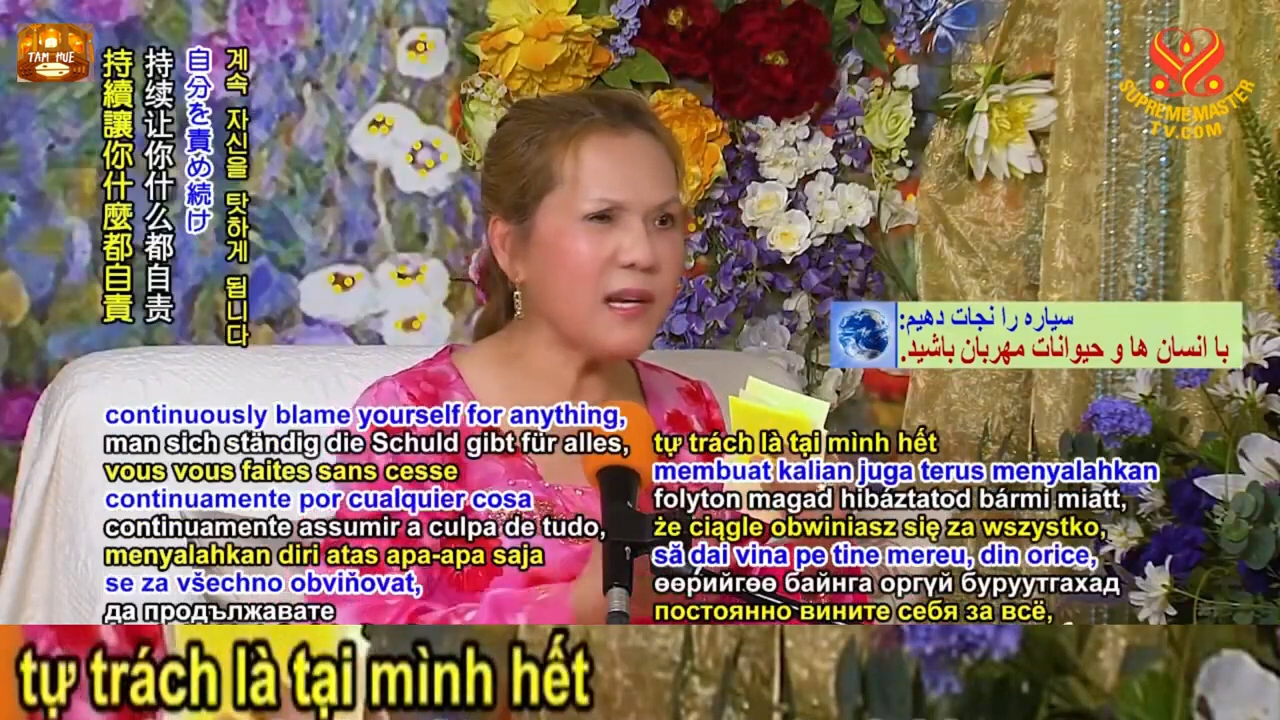 TAM HUE
持續讓你什麼都自責
持续让你什么都自责
自分を責め続け
계속 자신을 탓하게 됩니다
SUPREME MASTER
TV.COM
سیاره را نجات دهیم:
با انسان ها و حیوانات مهربان باشید.
continuously blame yourself for anything,
man sich ständig die Schuld gibt für alles,
vous vous faites sans cesse
continuamente por cualquier cosa
continuamente assumir a culpa de tudo,
menyalahkan diri atas apa-apa saja
se za všechno obviňovat,
да продължавате
tự trách là tại mình hết
membuat kalian juga terus menyalahkan
folyton magad hibáztatod bármi miatt,
że ciągle obwiniasz się za wszystko,
să dai vina pe tine mereu, din orice,
өөрийгөө байнга оргүй буруутгахад
постоянно вините себя за всё,
tự trách là tại mình hết